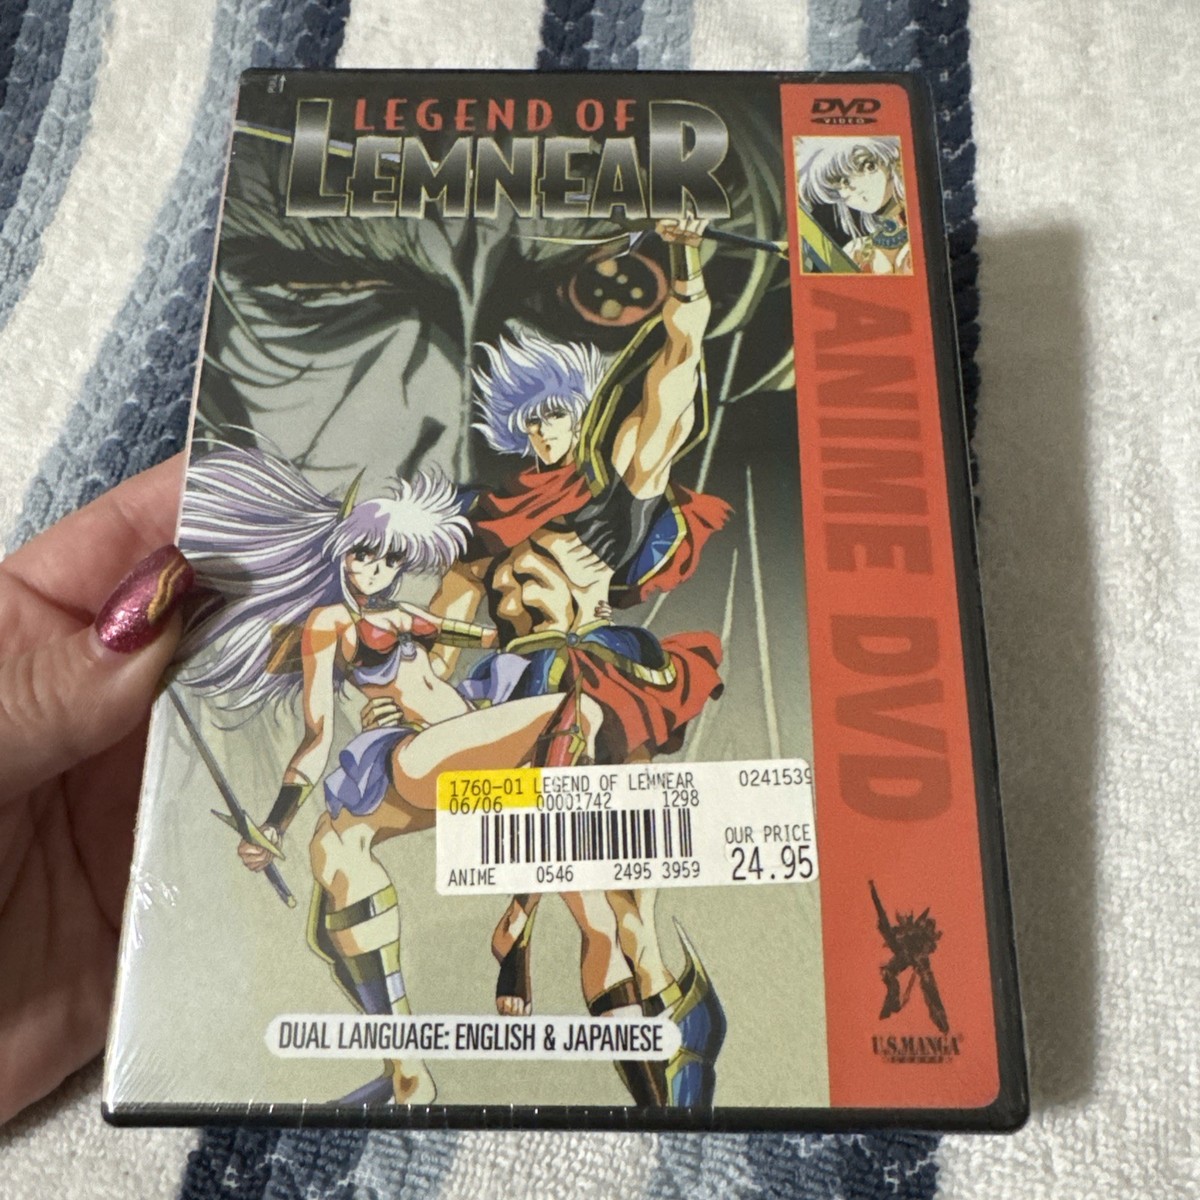 LEGEND OF
LEMNEAR
DVD
VIDEO
ANIME DVD
1760-01 LEGEND OF LEMNEAR 0241539
06/06 00001742 1298
OUR PRICE
24.95
ANIME 0546 2495 3959
DUAL LANGUAGE: ENGLISH & JAPANESE
U.S.MANGA